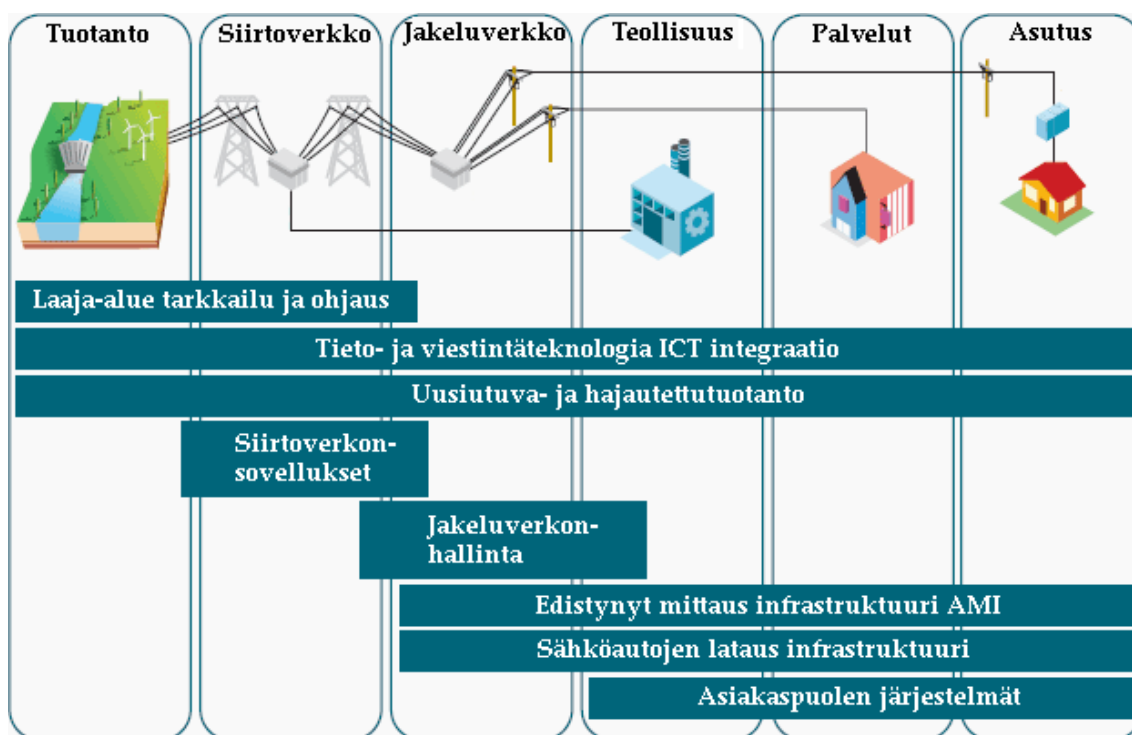 Tuotanto
Siirtoverkko
Jakeluverkko
Teollisuus
Palvelut
Asutus
Laaja-alue tarkkailu ja ohjaus
Tieto- ja viestintäteknologia ICT integraatio
Uusiutuva- ja hajautettutuotanto
Siirtoverkon-
sovellukset
Jakeluverkon-
hallinta
Edistynyt mittaus infrastruktuuri AMI
Sähköautojen lataus infrastruktuuri
Asiakaspuolen järjestelmät